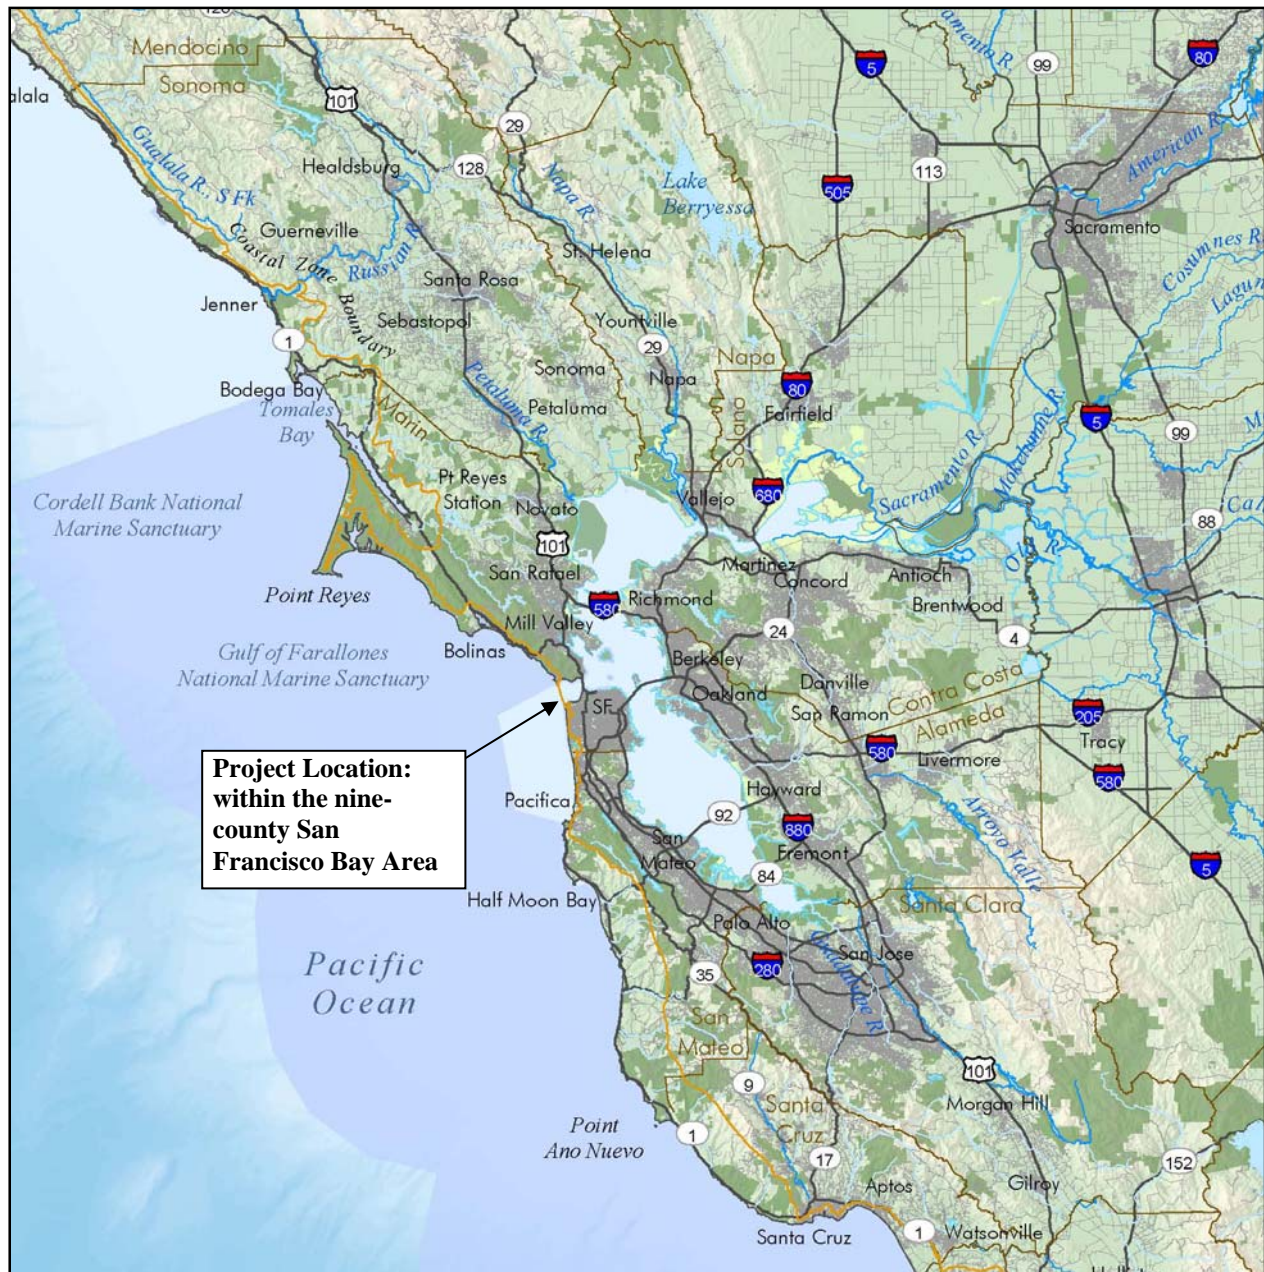 128
Mendocino
Sonoma
101
29
128
Healdsburg
Gualala R., S Fk
Guerneville
Coastal Zone Boundary
Russian R.
Napa R.
St. Helena
Lake
Berryessa
5
505
113
99
80
American R.
Sacramento
Cosumnes R.
Santa Rosa
Jenner
Sebastopol
1
Yountville
29
Napa
Napa
Sonoma
Petaluma
Petaluma R.
Solano
80
Fairfield
Bodega Bay
Tomales
Bay
Marin
Sacramento R.
Mokelumne R.
5
99
Pt Reyes
Station
Novato
Vallejo
680
Cordell Bank National
Marine Sanctuary
101
San Rafael
Martinez
Concord
Antioch
Old R.
88
Point Reyes
580
Richmond
Brentwood
Mill Valley
24
4
Bolinas
Gulf of Farallones
National Marine Sanctuary
Berkeley
Oakland
Danville
San Ramon
Contra Costa
Alameda
SF
205
Tracy
580
Livermore
580
Project Location:
within the nine-
county San
Francisco Bay Area
Pacifica
Hayward
92
880
Fremont
Arroyo Valle
San
Mateo
84
5
Half Moon Bay
Santa Clara
Palo Alto
Guadalupe R.
San Jose
Pacific
Ocean
35
280
San
Mateo
9
101
Morgan Hill
Santa
Cruz
Point
Ano Nuevo
1
17
152
Aptos
Gilroy
Santa Cruz
1
Watsonville